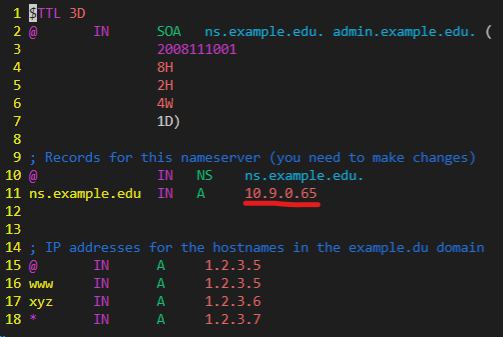 1 $TTL 3D
2 @ IN SOA ns.example.edu. admin.example.edu. (
3 2008111001
4 8H
5 2H
6 4W
7 1D)
8
9 ; Records for this nameserver (you need to make changes)
10 @ IN NS ns.example.edu.
11 ns.example.edu IN A 10.9.0.65
12
13
14 ; IP addresses for the hostnames in the example.du domain
15 @ IN A 1.2.3.5
16 www IN A 1.2.3.5
17 xyz IN A 1.2.3.6
18 * IN A 1.2.3.7